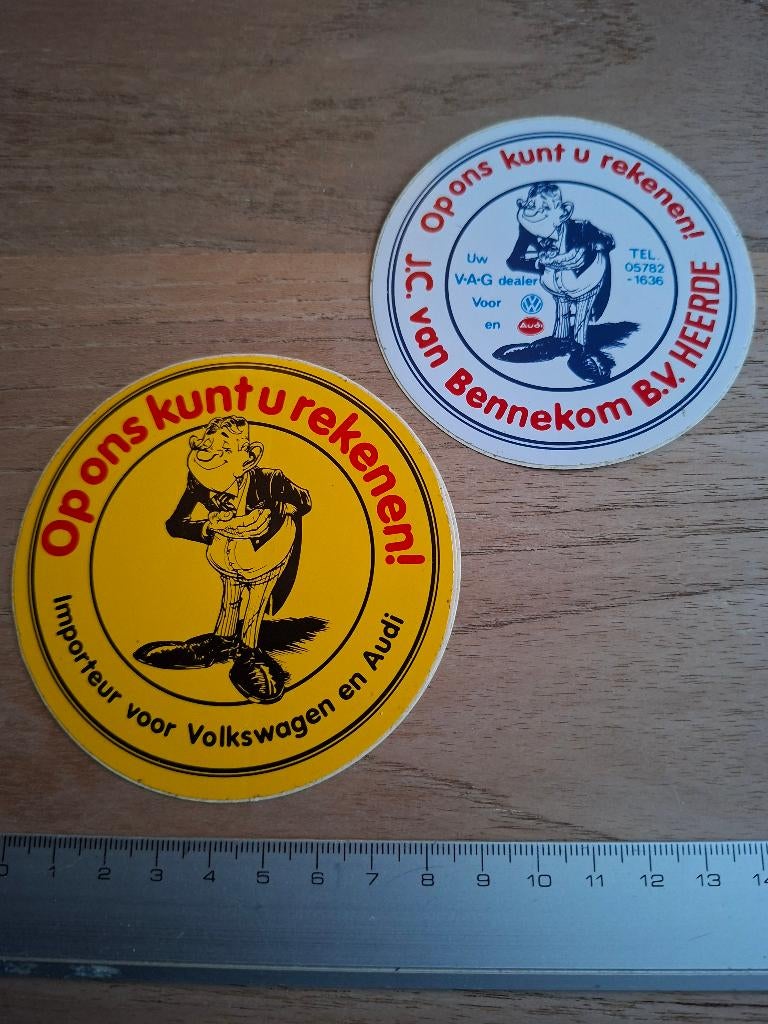 Op ons kunt u rekenen!
Uw
V·A·G dealer
Voor
en
Audi
TEL.
05782
-1636
J.C. van Bennekom B.V. HEERDE
Op ons kunt u rekenen!
Importeur voor Volkswagen en Audi
0 1 2 3 4 5 6 7 8 9 10 11 12 13 14